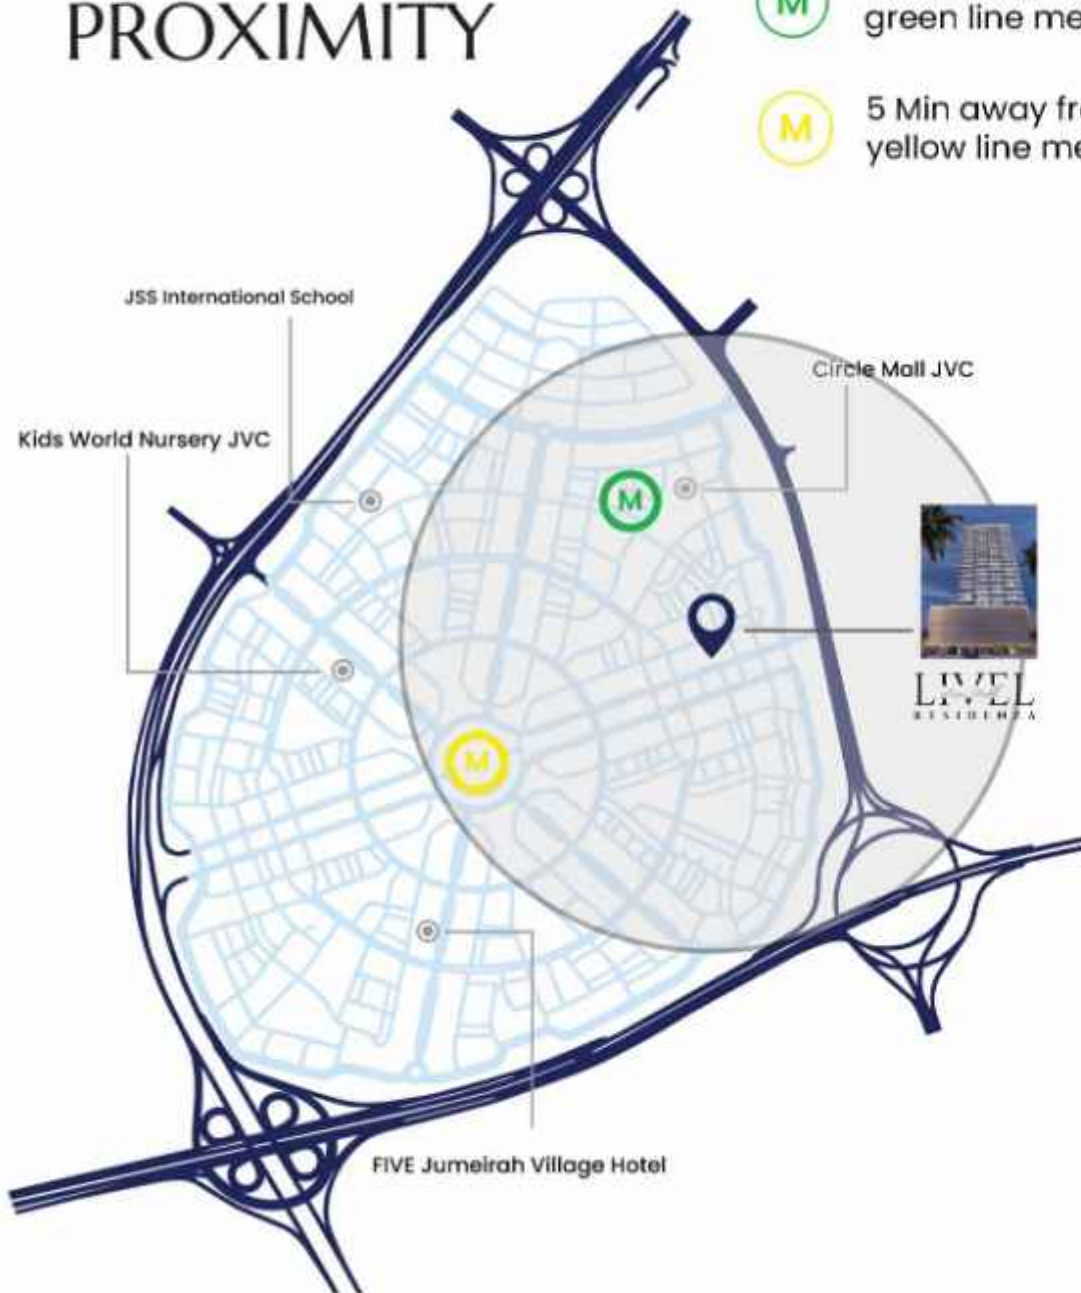 PROXIMITY
M
green line me
M
5 Min away fr
yellow line me
JSS International School
Circle Mall JVC
Kids World Nursery JVC
M
LIVEL
RESIDENZA
M
FIVE Jumeirah Village Hotel